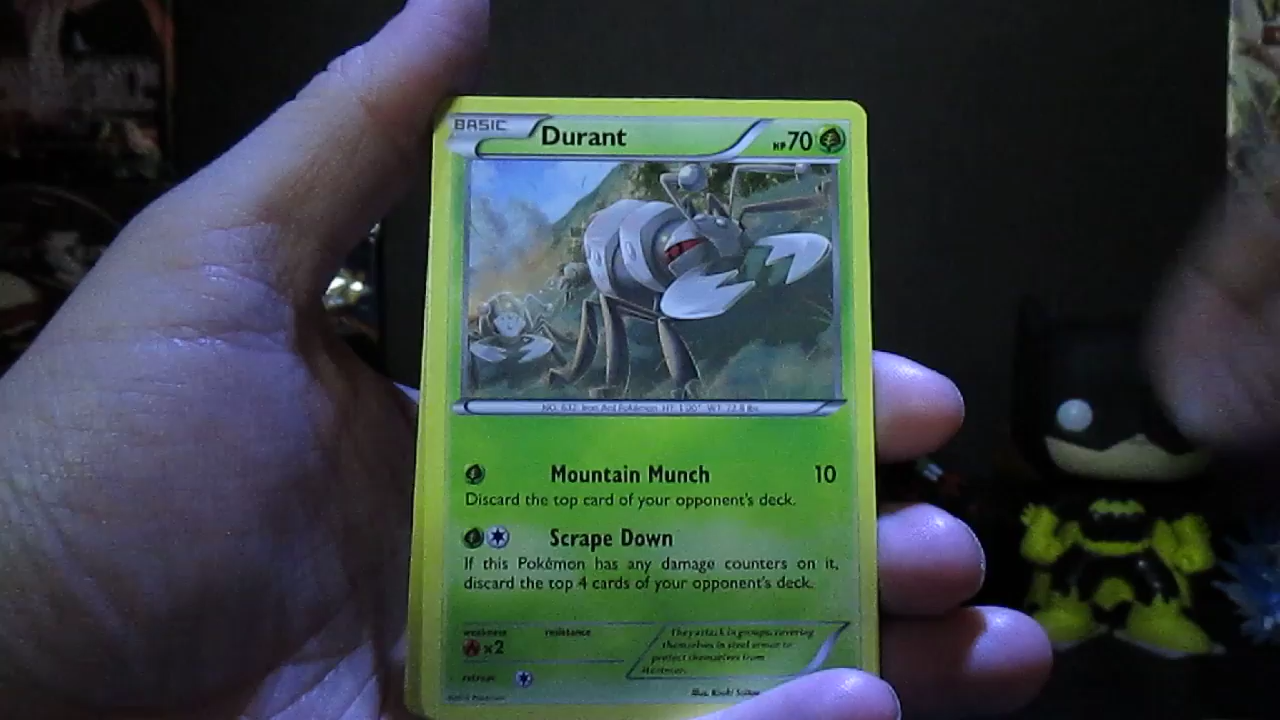 BASIC Durant HP 70
NO. 632 Iron Ant Pokémon HT: 1'00" WT: 72.8 lbs.
Mountain Munch 10
Discard the top card of your opponent's deck.
Scrape Down
If this Pokémon has any damage counters on it,
discard the top 4 cards of your opponent's deck.
weakness resistance
×2
They attack in groups, covering
themselves in steel armor to
protect themselves from
retreat
Illus.